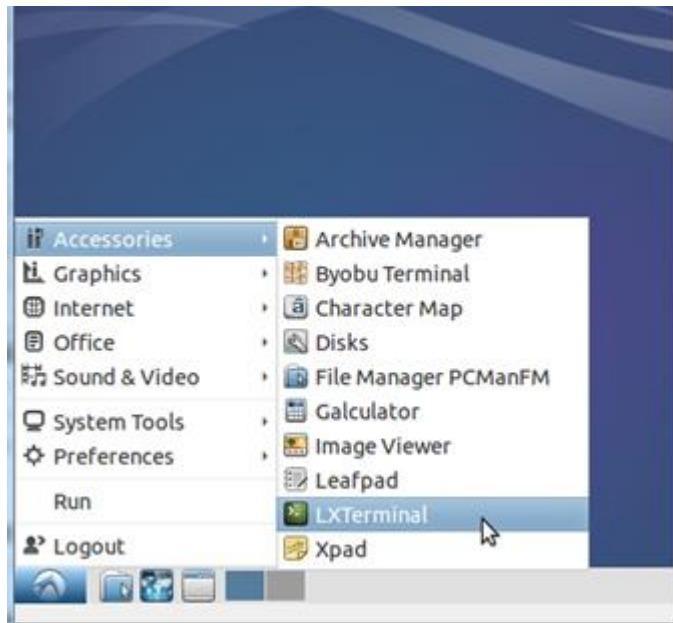 Accessories
Graphics
Internet
Office
Sound & Video
System Tools
Preferences
Run
Logout
Archive Manager
Byobu Terminal
Character Map
Disks
File Manager PCManFM
Galculator
Image Viewer
Leafpad
LXTerminal
Xpad